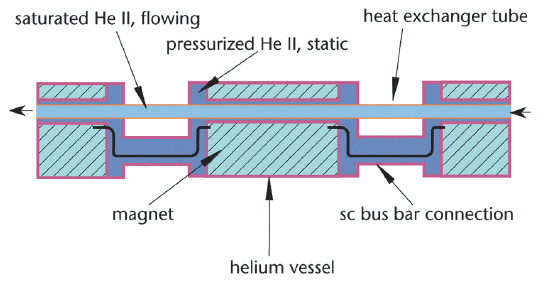 saturated He II, flowing
heat exchanger tube
pressurized He II, static
magnet
sc bus bar connection
helium vessel